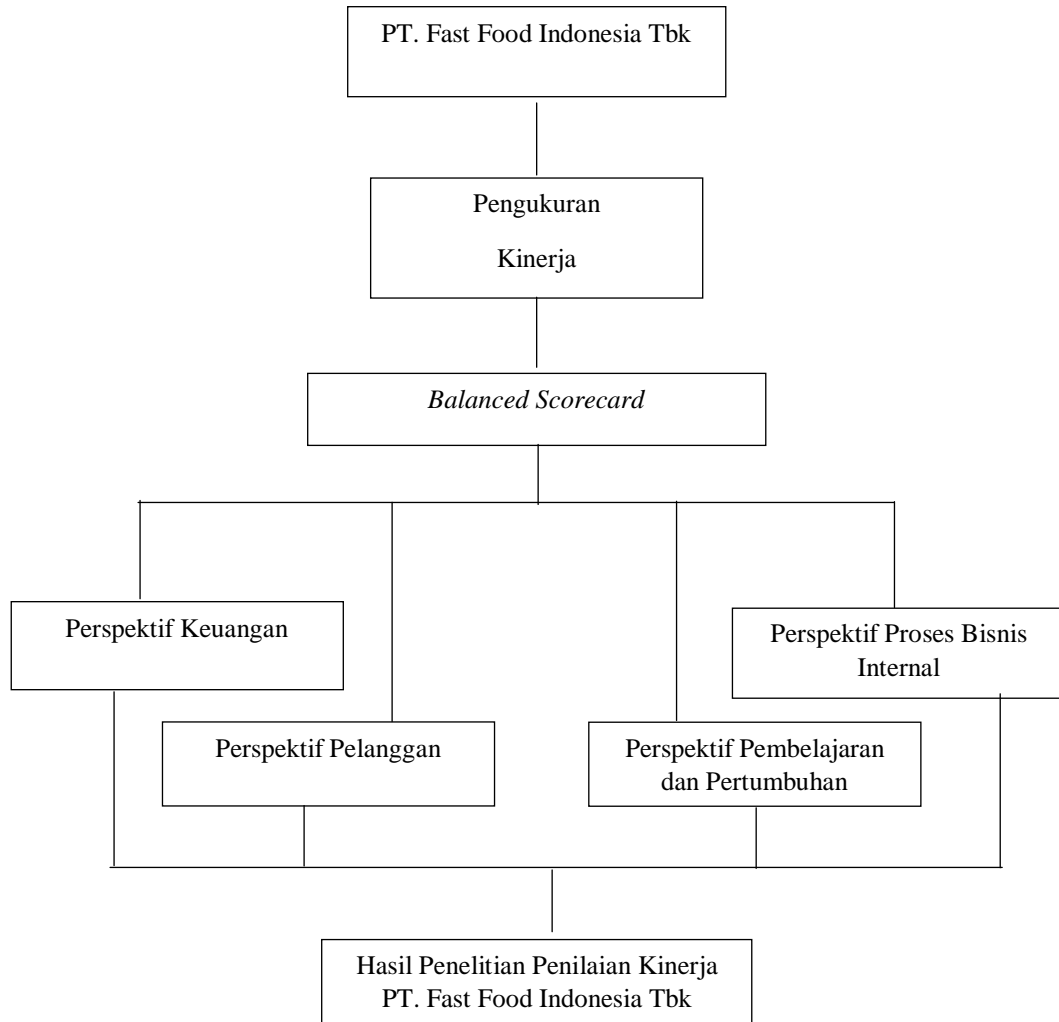 PT. Fast Food Indonesia Tbk
Pengukuran
Kinerja
Balanced Scorecard
Perspektif Keuangan
Perspektif Proses Bisnis
Internal
Perspektif Pelanggan
Perspektif Pembelajaran
dan Pertumbuhan
Hasil Penelitian Penilaian Kinerja
PT. Fast Food Indonesia Tbk